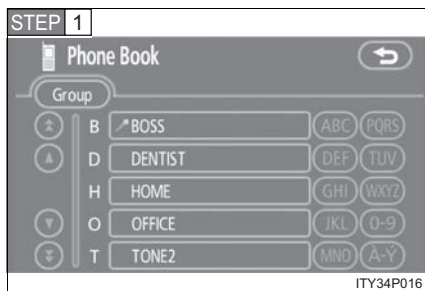 STEP 1
Phone Book
Group
B BOSS ABC PQRS
D DENTIST DEF TUV
H HOME GHI WXYZ
O OFFICE JKL 0-9
T TONE2 MNO À-Ý
ITY34P016